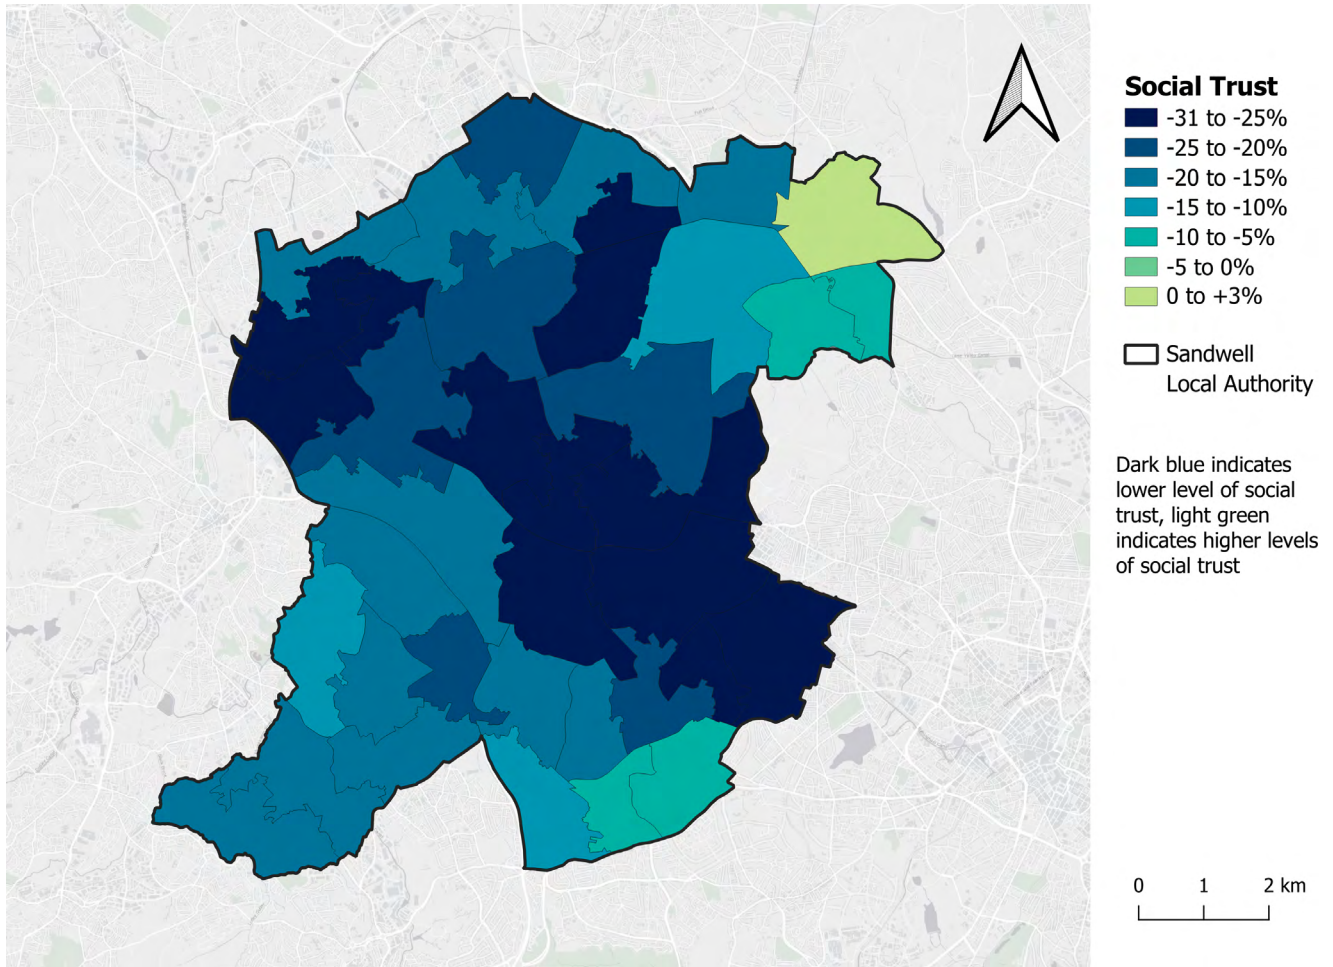 Social Trust
-31 to -25%
-25 to -20%
-20 to -15%
-15 to -10%
-10 to -5%
-5 to 0%
0 to +3%
Sandwell
Local Authority
Dark blue indicates
lower level of social
trust, light green
indicates higher levels
of social trust
0 1 2 km